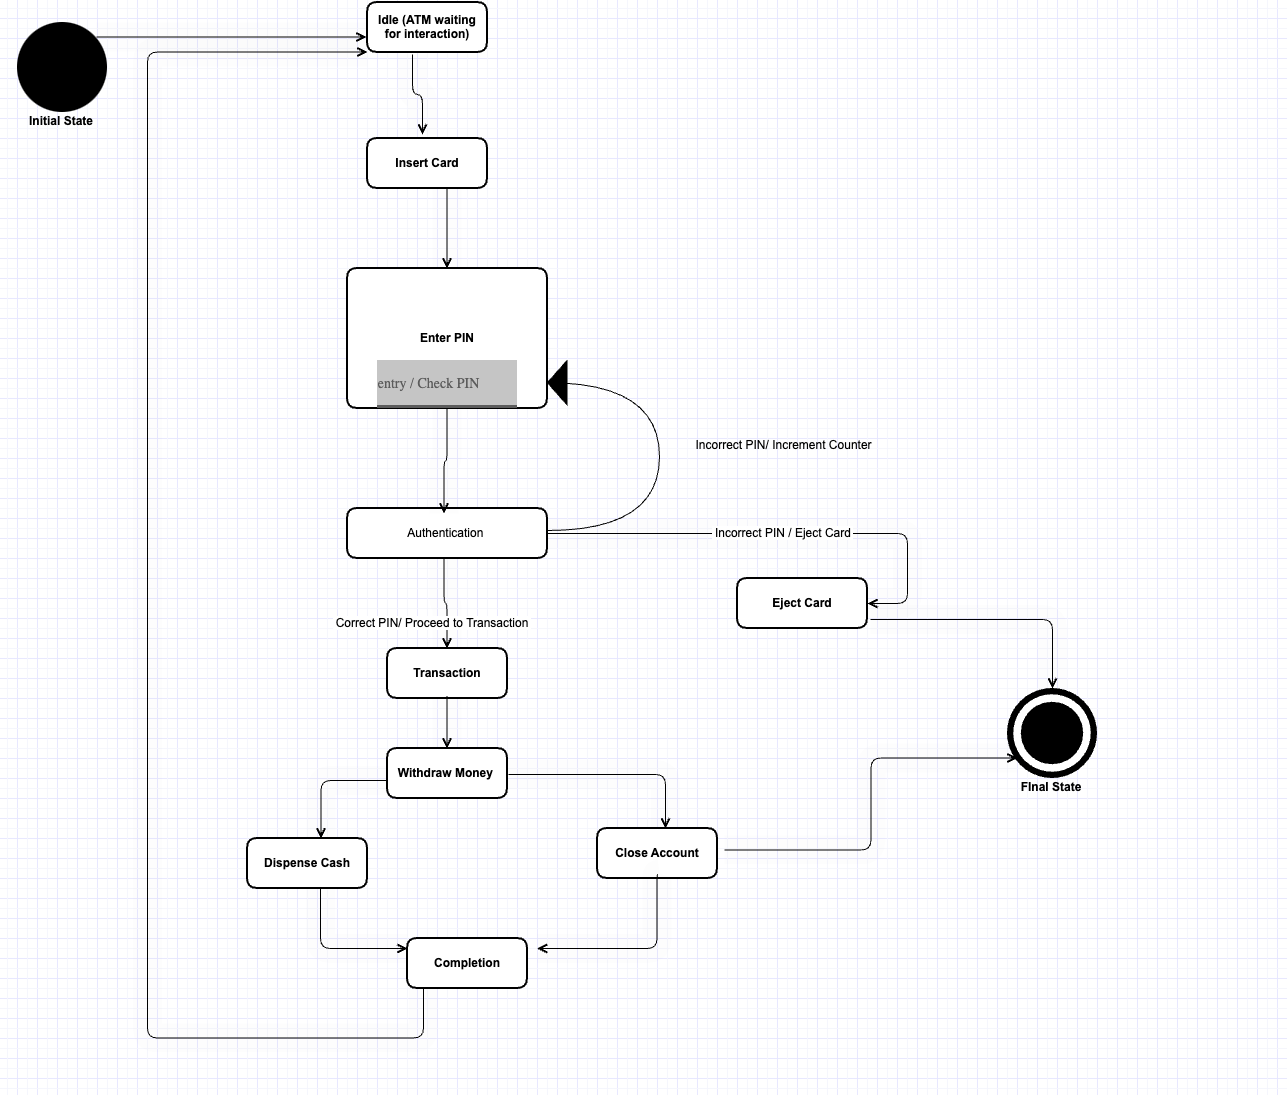 Idle (ATM waiting
for interaction)
Initial State
Insert Card
Enter PIN
entry / Check PIN
Incorrect PIN/ Increment Counter
Authentication
Incorrect PIN / Eject Card
Eject Card
Correct PIN/ Proceed to Transaction
Transaction
Withdraw Money
FInal State
Dispense Cash
Close Account
Completion